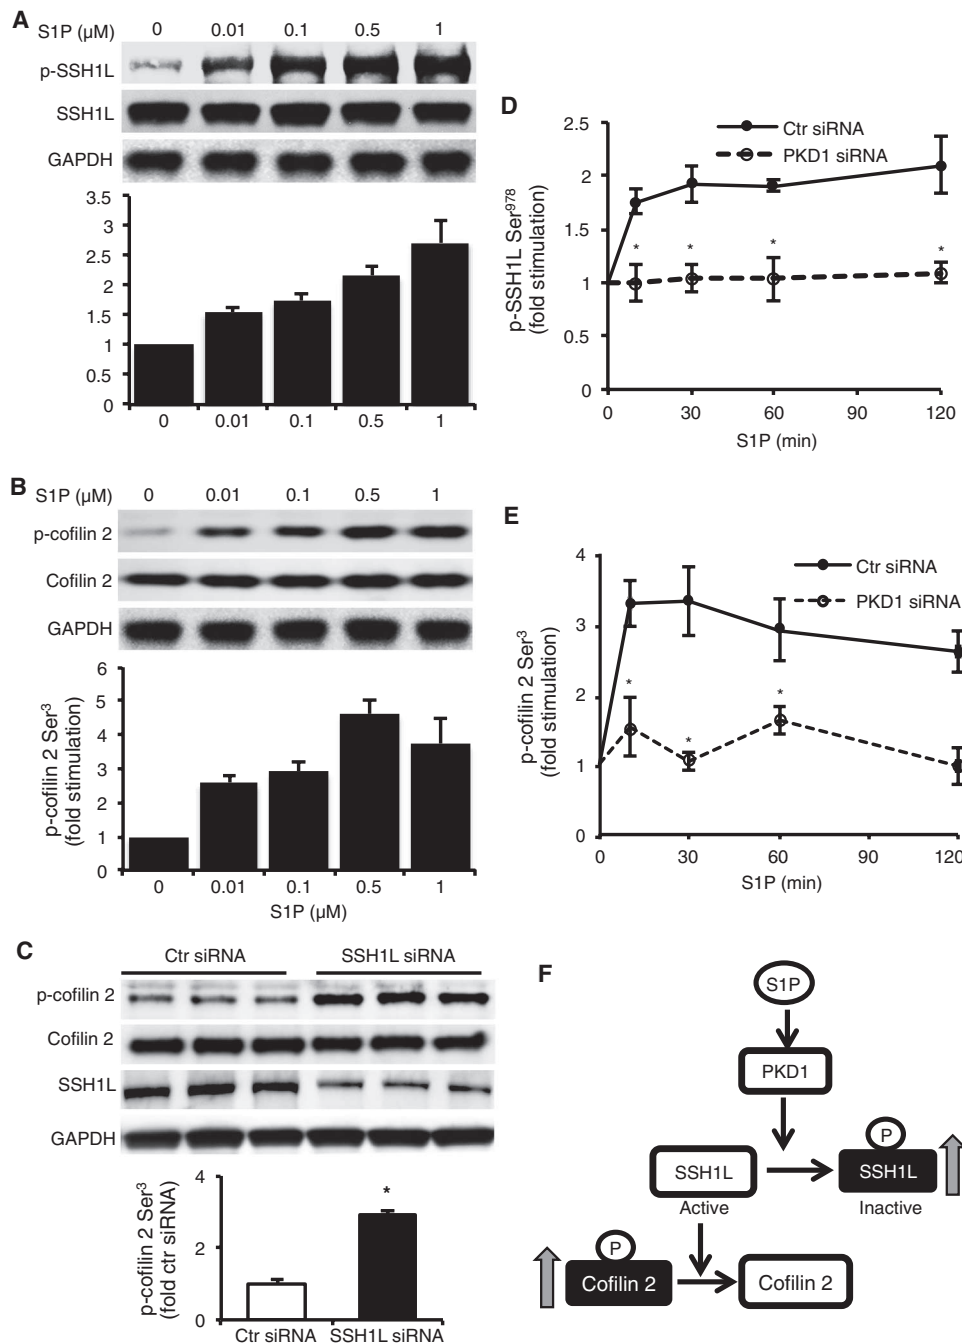 A
S1P (µM) 0 0.01 0.1 0.5 1
p-SSH1L
SSH1L
GAPDH
3.5
3
2.5
2
1.5
1
0.5
0
0 0.01 0.1 0.5 1
B
S1P (µM) 0 0.01 0.1 0.5 1
p-cofilin 2
Cofilin 2
GAPDH
p-cofilin 2 Ser³
(fold stimulation)
6
5
4
3
2
1
0
0 0.01 0.1 0.5 1
S1P (µM)
C
Ctr siRNA SSH1L siRNA
p-cofilin 2
Cofilin 2
SSH1L
GAPDH
p-cofilin 2 Ser³
(fold ctr siRNA)
4
2
0
*
Ctr siRNA SSH1L siRNA
D
p-SSH1L Ser⁹⁷⁸
(fold stimulation)
2.5
2
1.5
1
0.5
0
Ctr siRNA
PKD1 siRNA
* * * *
0 30 60 90 120
S1P (min)
E
p-cofilin 2 Ser³
(fold stimulation)
4
3
2
1
0
Ctr siRNA
PKD1 siRNA
* * *
0 30 60 90 120
S1P (min)
F
S1P
PKD1
P
SSH1L SSH1L
Active Inactive
P
Cofilin 2 Cofilin 2